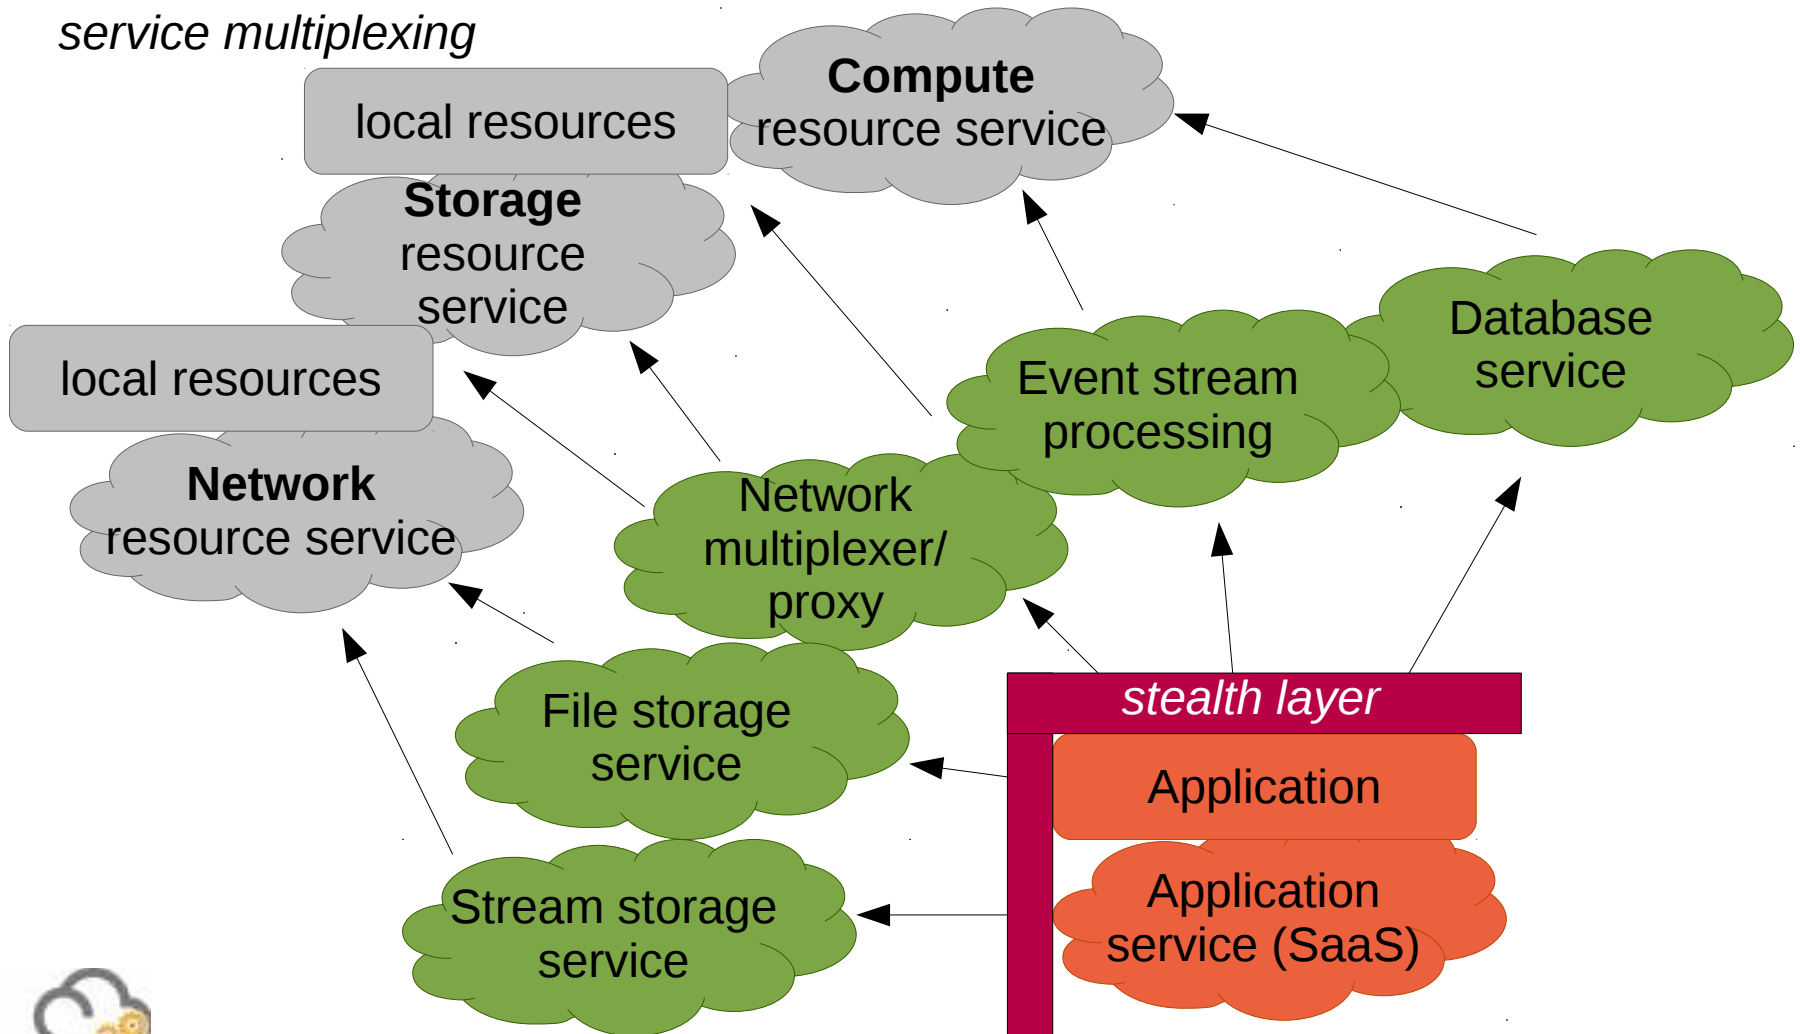 service multiplexing
local resources
Compute
resource service
Storage
resource
service
local resources
Network
resource service
Database
service
Event stream
processing
Network
multiplexer/
proxy
File storage
service
stealth layer
Application
Stream storage
service
Application
service (SaaS)